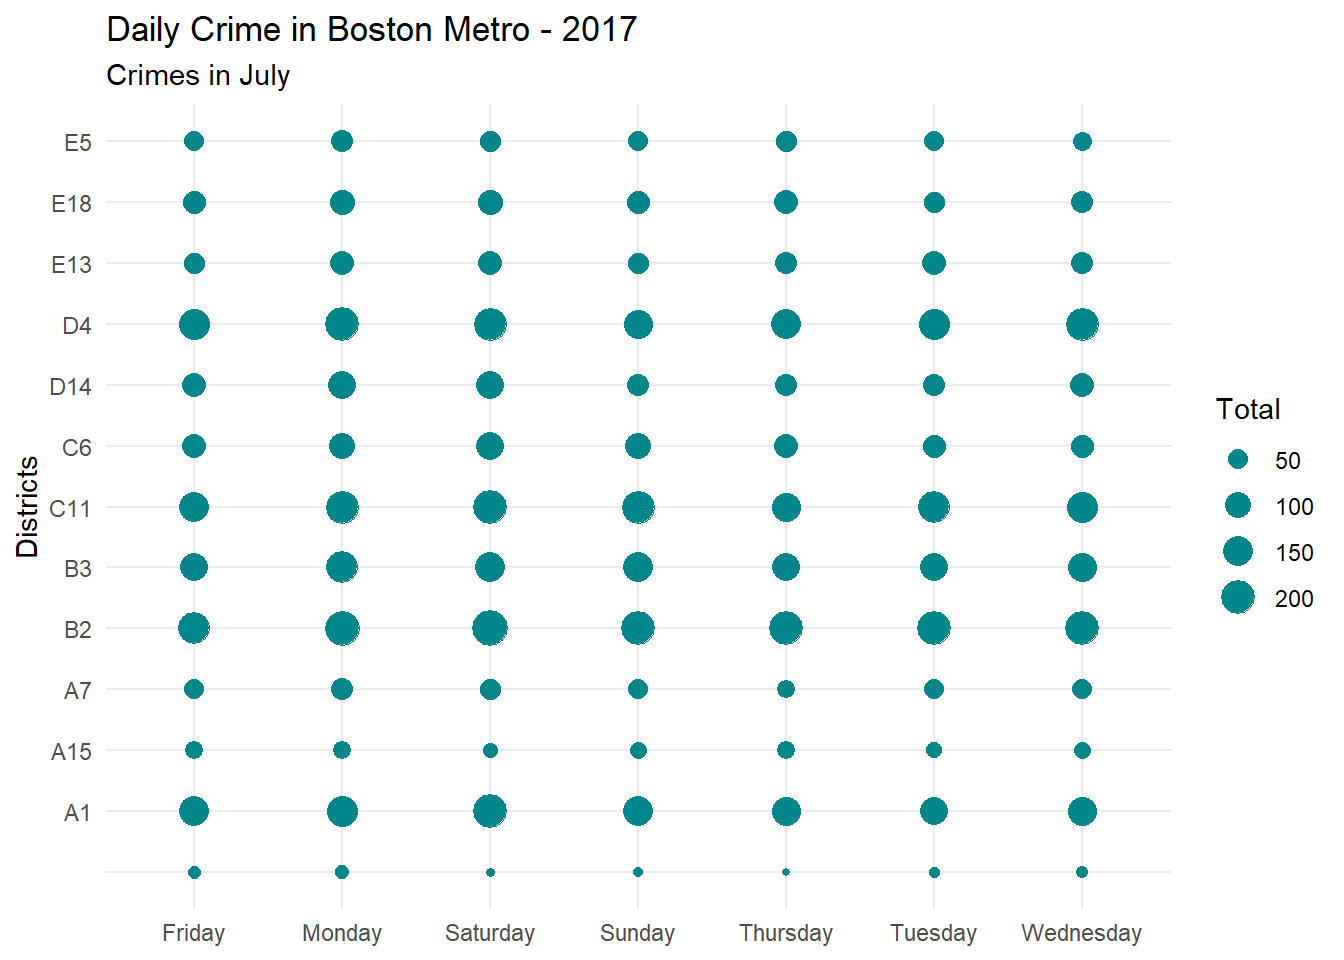 Daily Crime in Boston Metro - 2017
Crimes in July
Districts
E5
E18
E13
D4
D14
C6
C11
B3
B2
A7
A15
A1
Friday Monday Saturday Sunday Thursday Tuesday Wednesday
Total
50
100
150
200